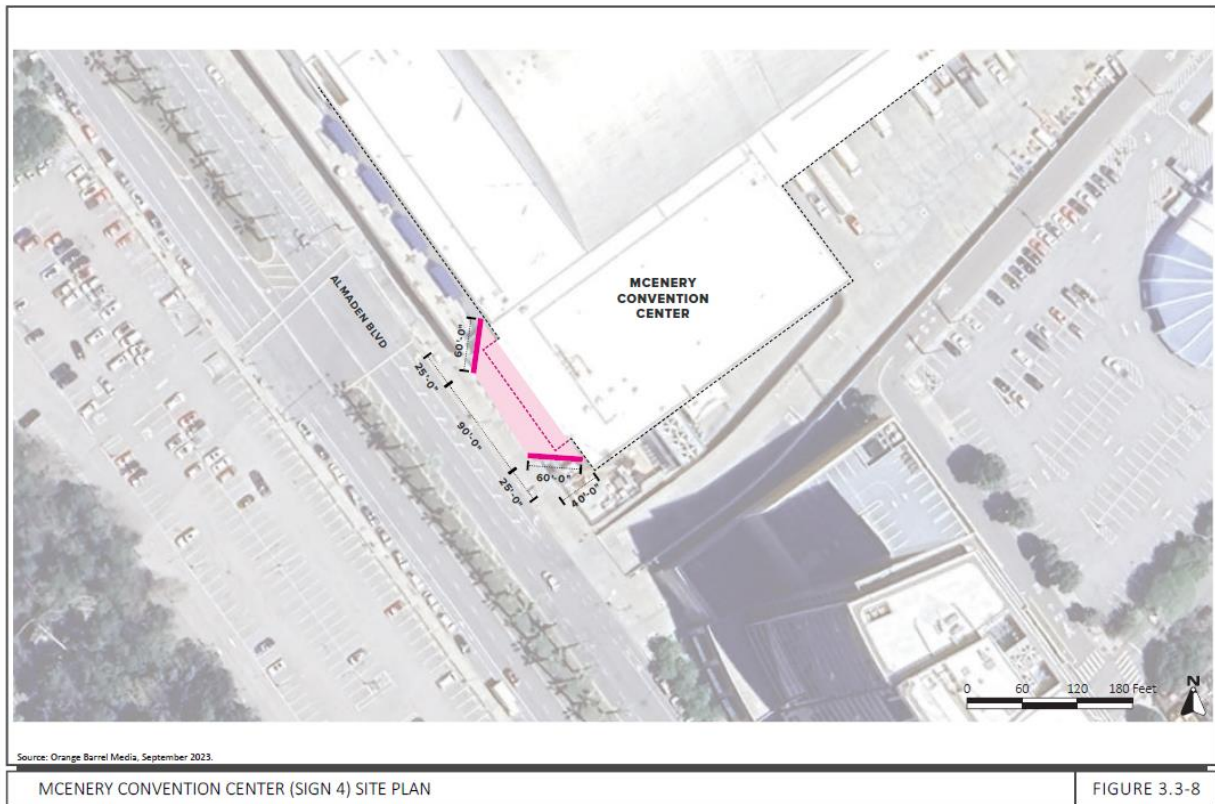 ALMADEN BLVD
MCENERY
CONVENTION
CENTER
60'-0"
25'-0"
90'-0"
25'-0"
60'-0"
40'-0"
0 60 120 180 Feet
N
Source: Orange Barrel Media, September 2023.
MCENERY CONVENTION CENTER (SIGN 4) SITE PLAN
FIGURE 3.3-8